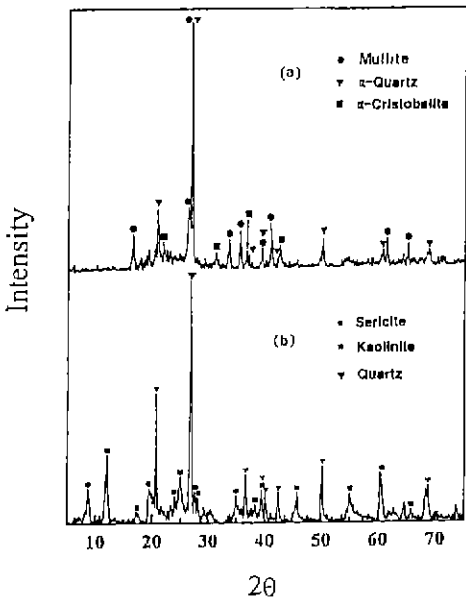 (a)
Mullite
α-Quartz
α-Cristobalite
Intensity
(b)
Sericite
Kaolinite
Quartz
10 20 30 40 50 60 70
2θ